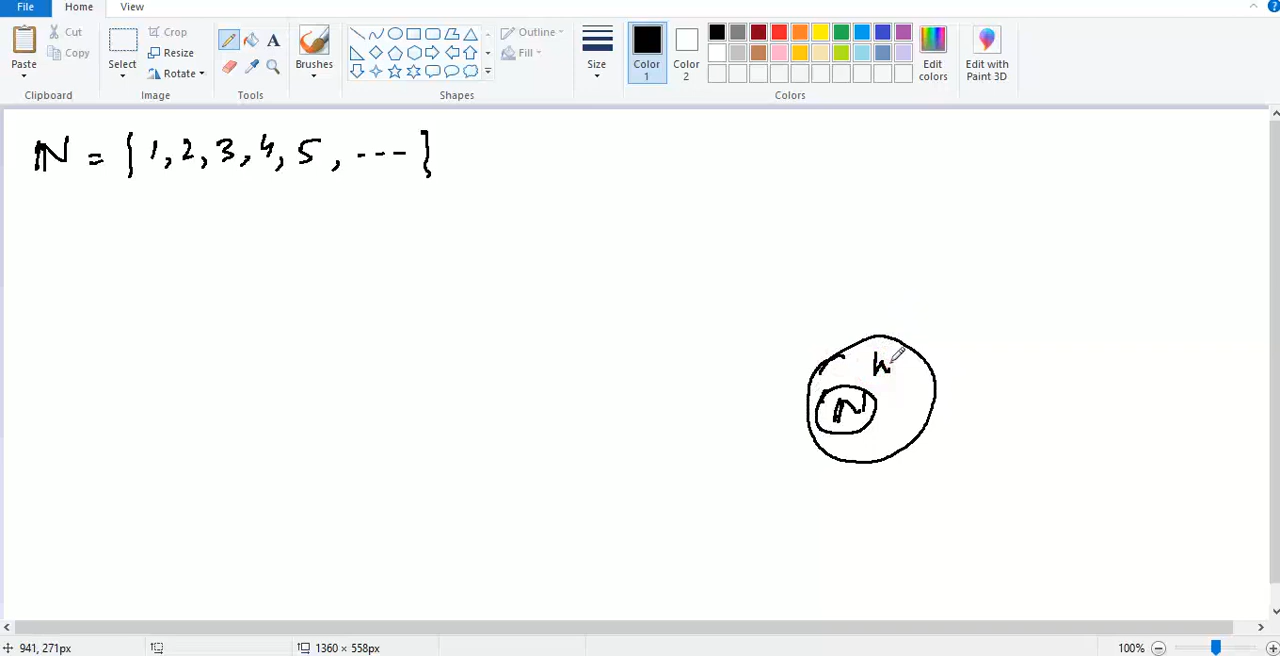 File Home View
Cut
Copy
Paste
Clipboard
Select
Crop
Resize
Rotate
Image
Tools
Brushes
Shapes
Outline
Fill
Size
Color 1
Color 2
Colors
Edit colors
Edit with Paint 3D
ℕ = { 1, 2, 3, 4, 5, --- }
N
941, 271px
1360 × 558px
100%